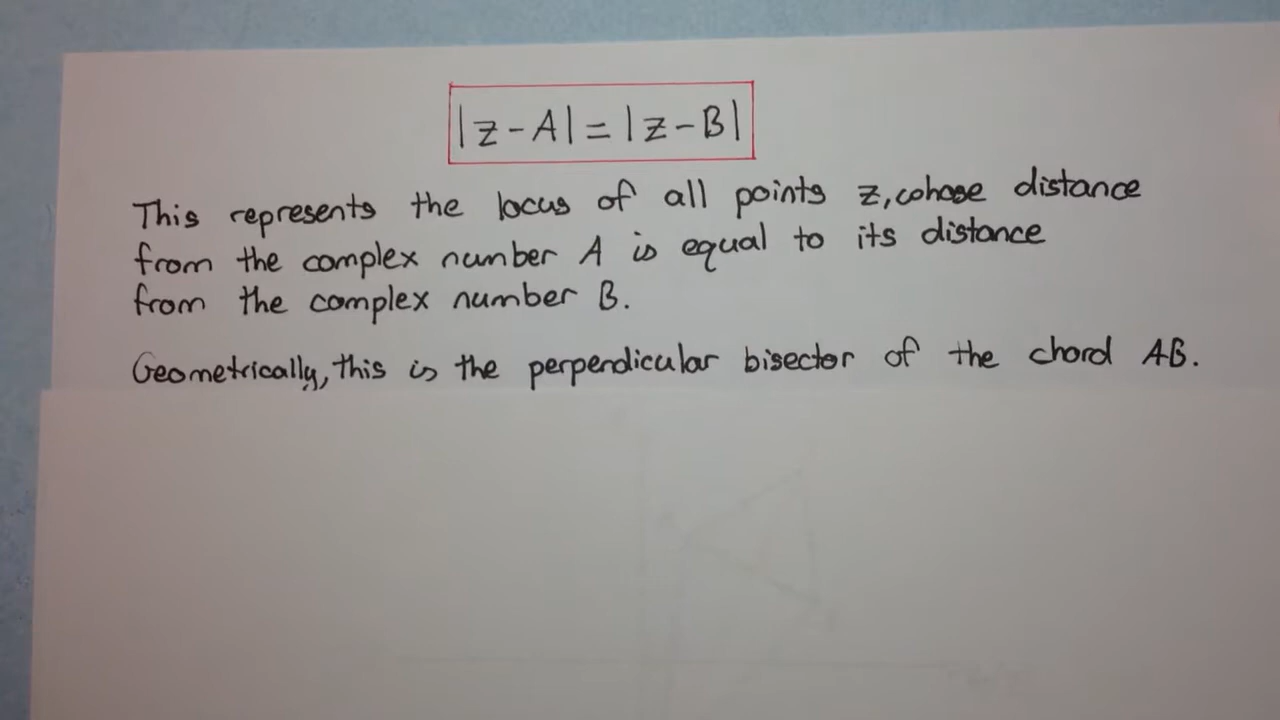 |z-A|=|z-B|
This represents the locus of all points z, whose distance
from the complex number A is equal to its distance
from the complex number B.
Geometrically, this is the perpendicular bisector of the chord AB.